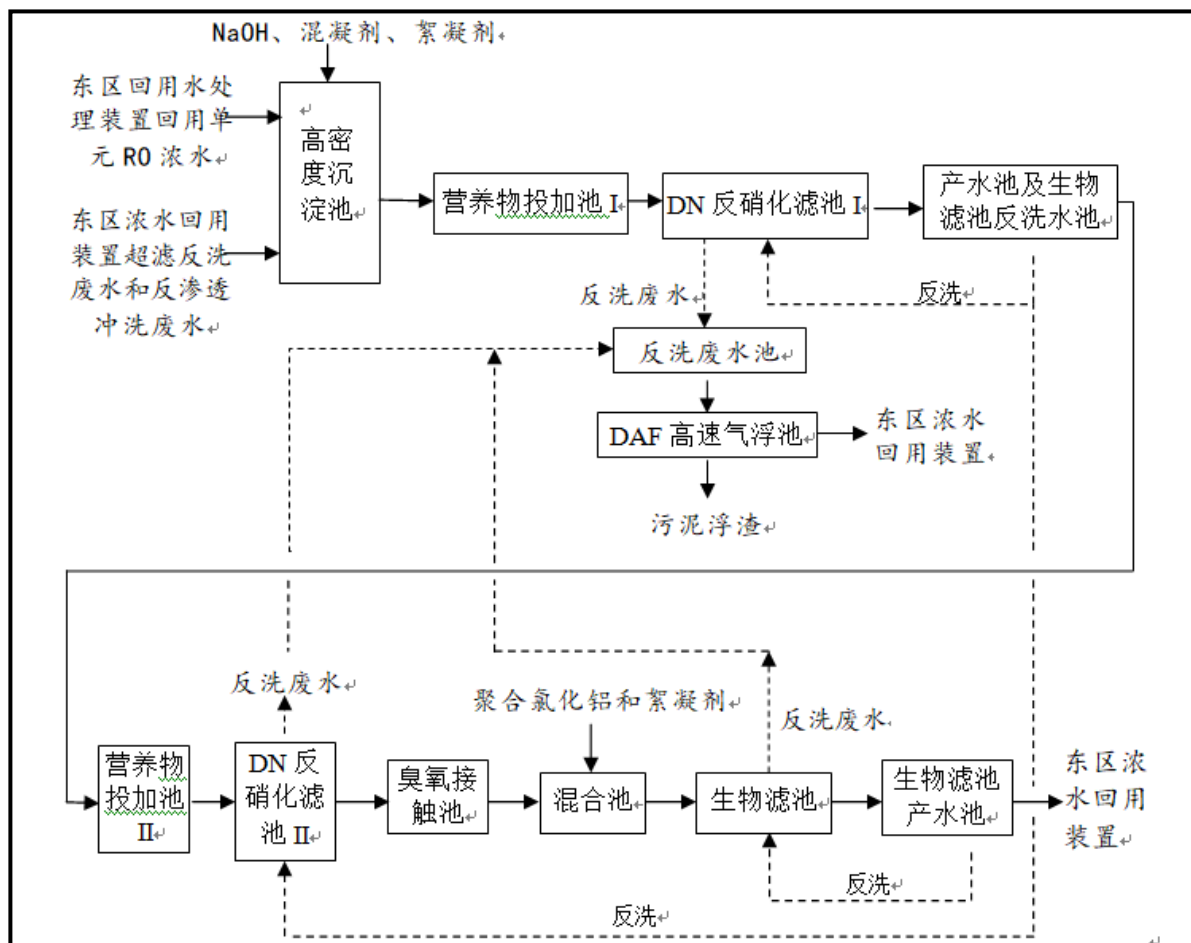 NaOH、混凝剂、絮凝剂
东区回用水处
理装置回用单
元 RO 浓水
东区浓水回用
装置超滤反洗
废水和反渗透
冲洗废水
高密
度沉
淀池
营养物投加池 I
DN 反硝化滤池 I
产水池及生物
滤池反洗水池
反洗废水
反洗
反洗废水池
DAF 高速气浮池
东区浓水
回用装置
污泥浮渣
反洗废水
聚合氯化铝和絮凝剂
反洗废水
营养物
投加池
II
DN 反
硝化滤
池 II
臭氧接
触池
混合池
生物滤池
生物滤池
产水池
东区浓
水回用
装置
反洗
反洗